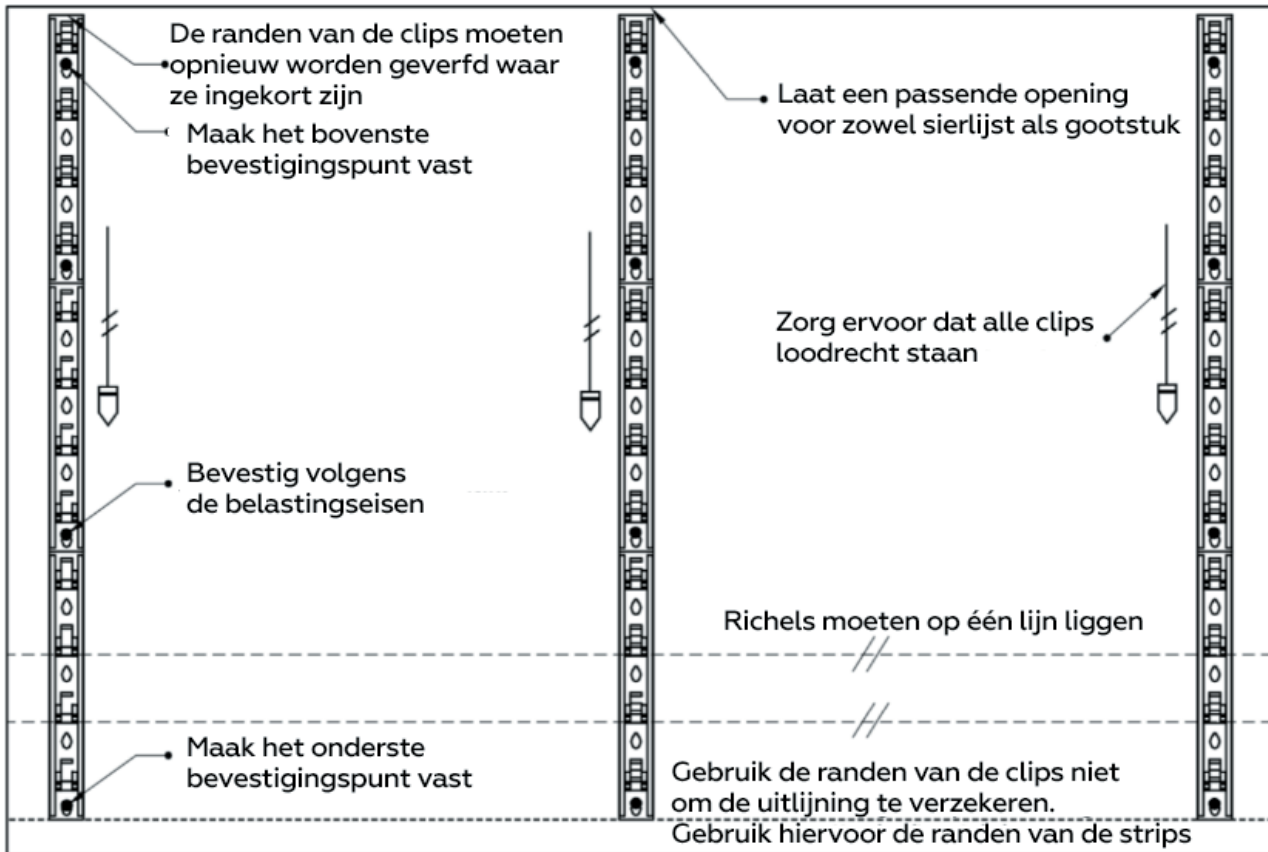 De randen van de clips moeten
opnieuw worden geverfd waar
ze ingekort zijn
Maak het bovenste
bevestigingspunt vast
Laat een passende opening
voor zowel sierlijst als gootstuk
Zorg ervoor dat alle clips
loodrecht staan
Bevestig volgens
de belastingseisen
Richels moeten op één lijn liggen
Maak het onderste
bevestigingspunt vast
Gebruik de randen van de clips niet
om de uitlijning te verzekeren.
Gebruik hiervoor de randen van de strips